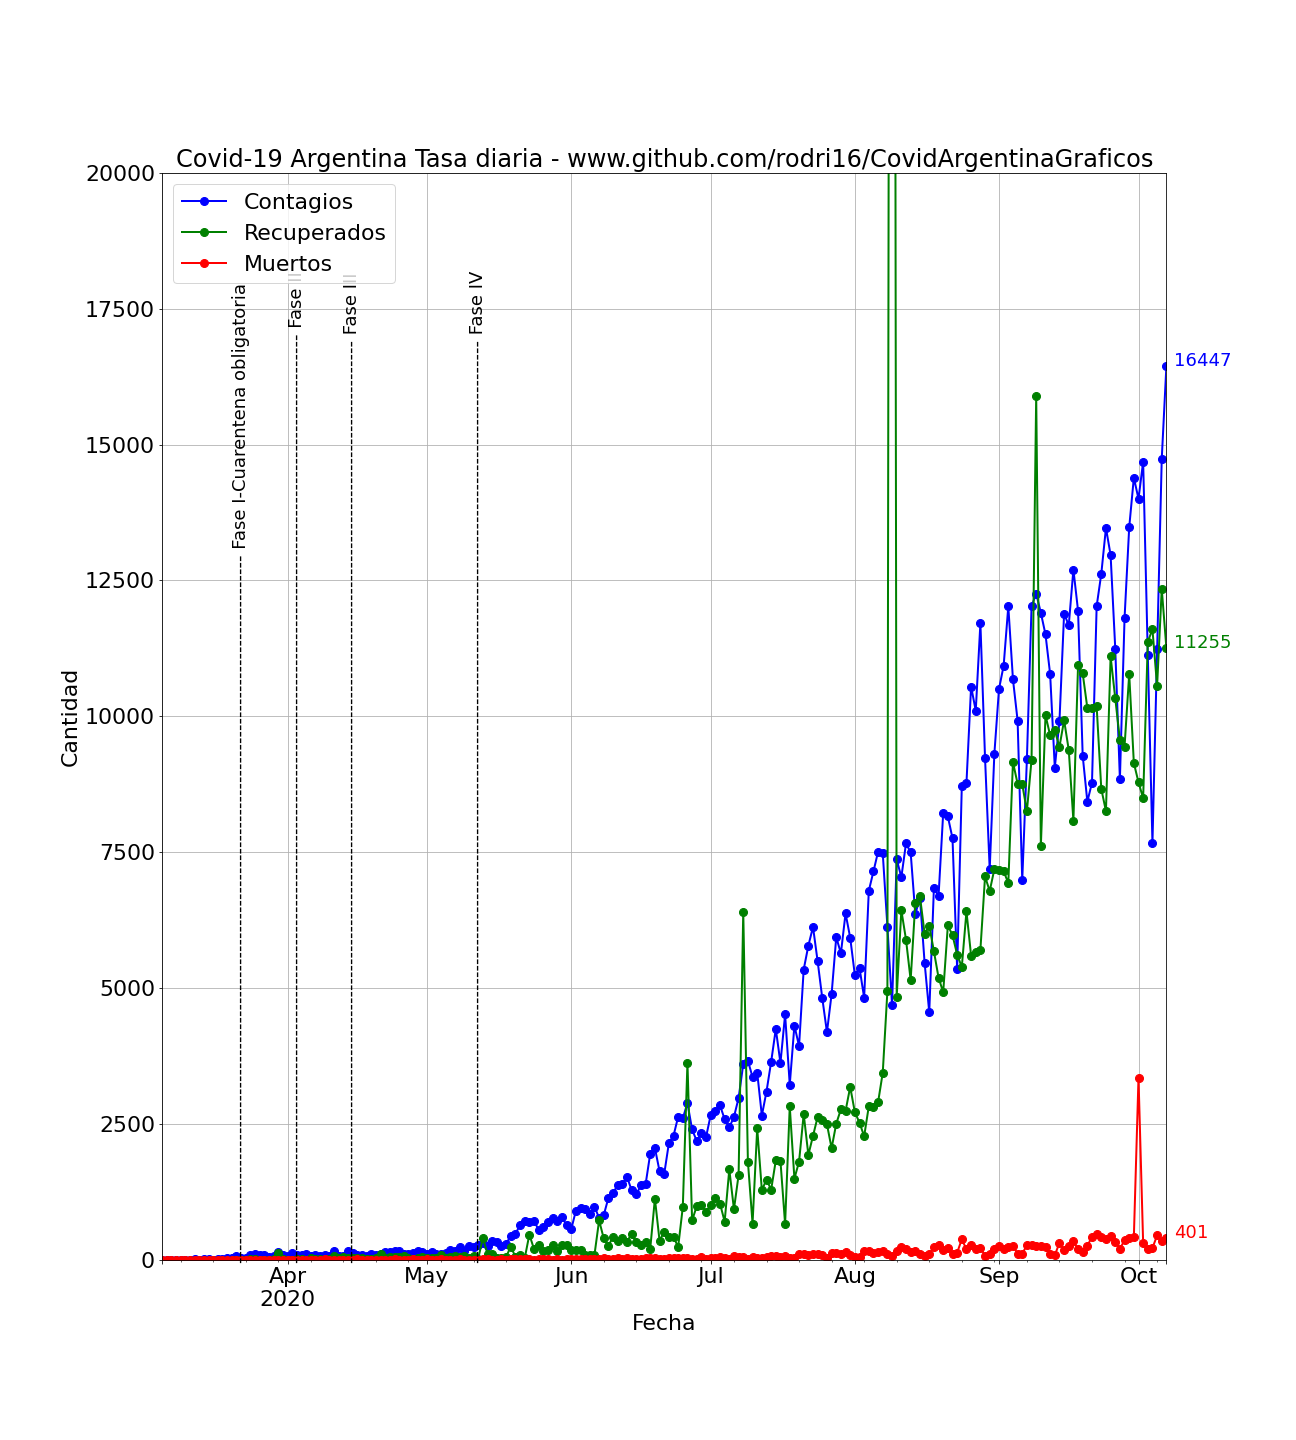 Covid-19 Argentina Tasa diaria - www.github.com/rodri16/CovidArgentinaGraficos
Contagios
Recuperados
Muertos
20000
17500
15000
12500
10000
7500
5000
2500
0
Cantidad
Fase I-Cuarentena obligatoria
Fase II
Fase III
Fase IV
16447
11255
401
Apr
2020
May
Jun
Jul
Aug
Sep
Oct
Fecha